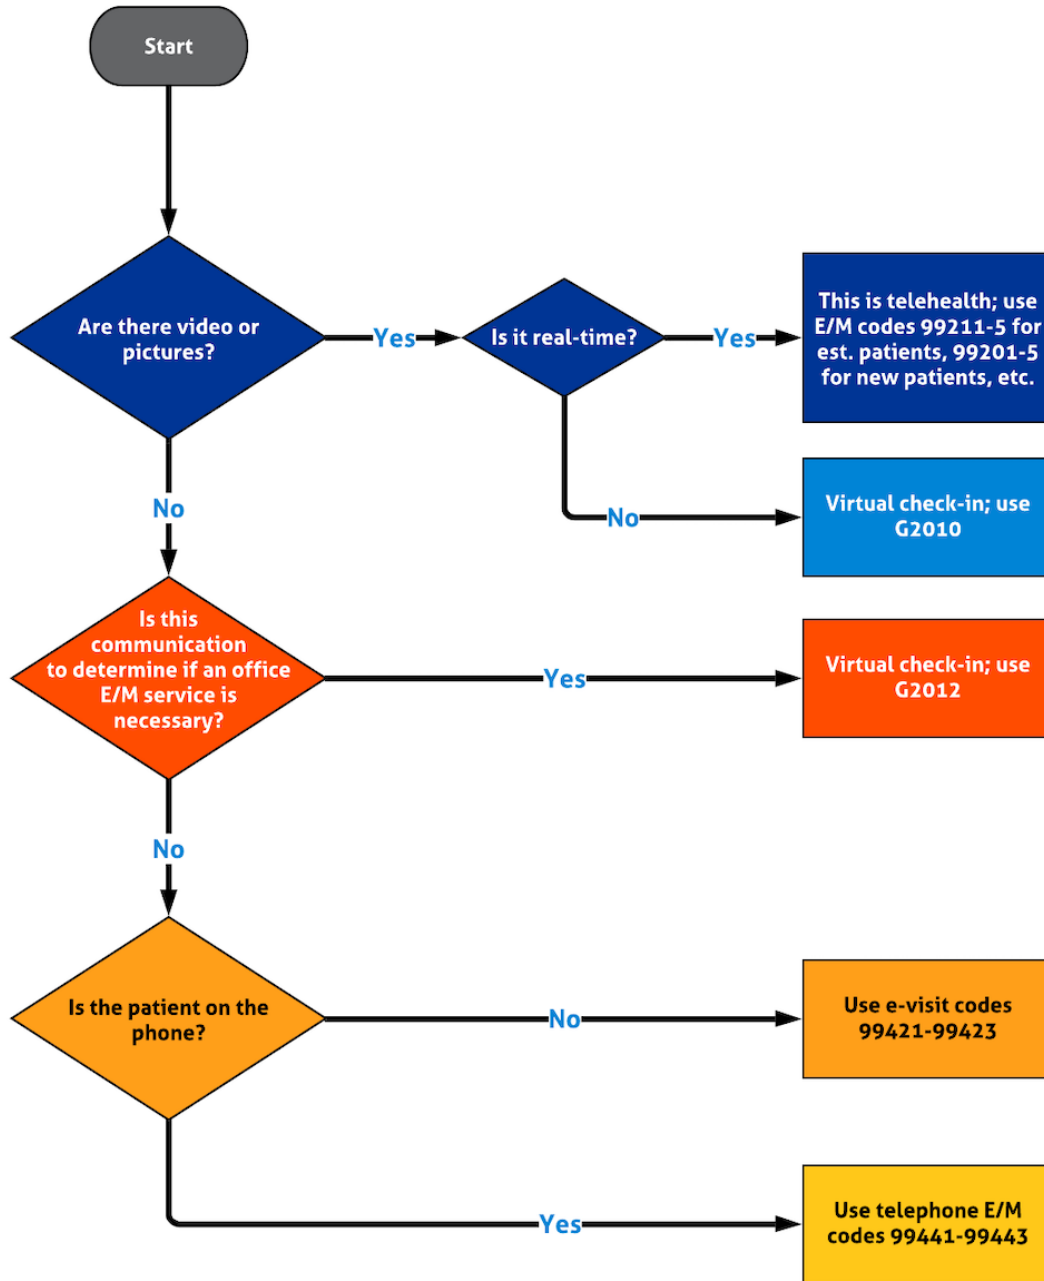 Start
Are there video or
pictures?
Yes
Is it real-time?
Yes
This is telehealth; use
E/M codes 99211-5 for
est. patients, 99201-5
for new patients, etc.
No
No
Virtual check-in; use
G2010
Is this
communication
to determine if an office
E/M service is
necessary?
Yes
Virtual check-in; use
G2012
No
Is the patient on the
phone?
No
Use e-visit codes
99421-99423
Yes
Use telephone E/M
codes 99441-99443